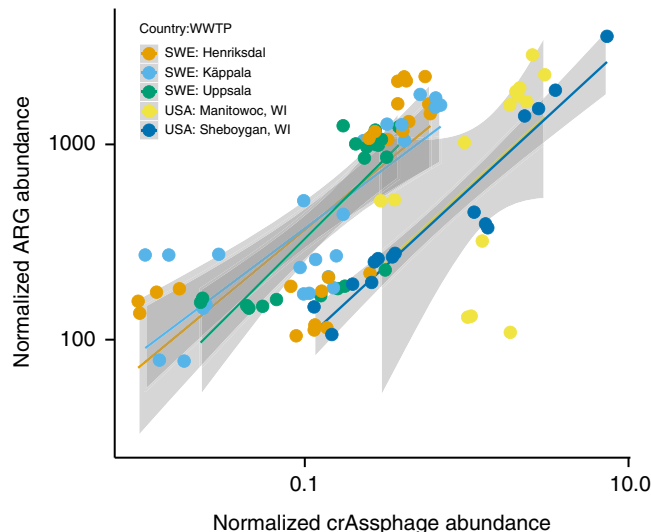 Country:WWTP
SWE: Henriksdal
SWE: Käppala
SWE: Uppsala
USA: Manitowoc, WI
USA: Sheboygan, WI
Normalized ARG abundance
1000
100
0.1
10.0
Normalized crAssphage abundance